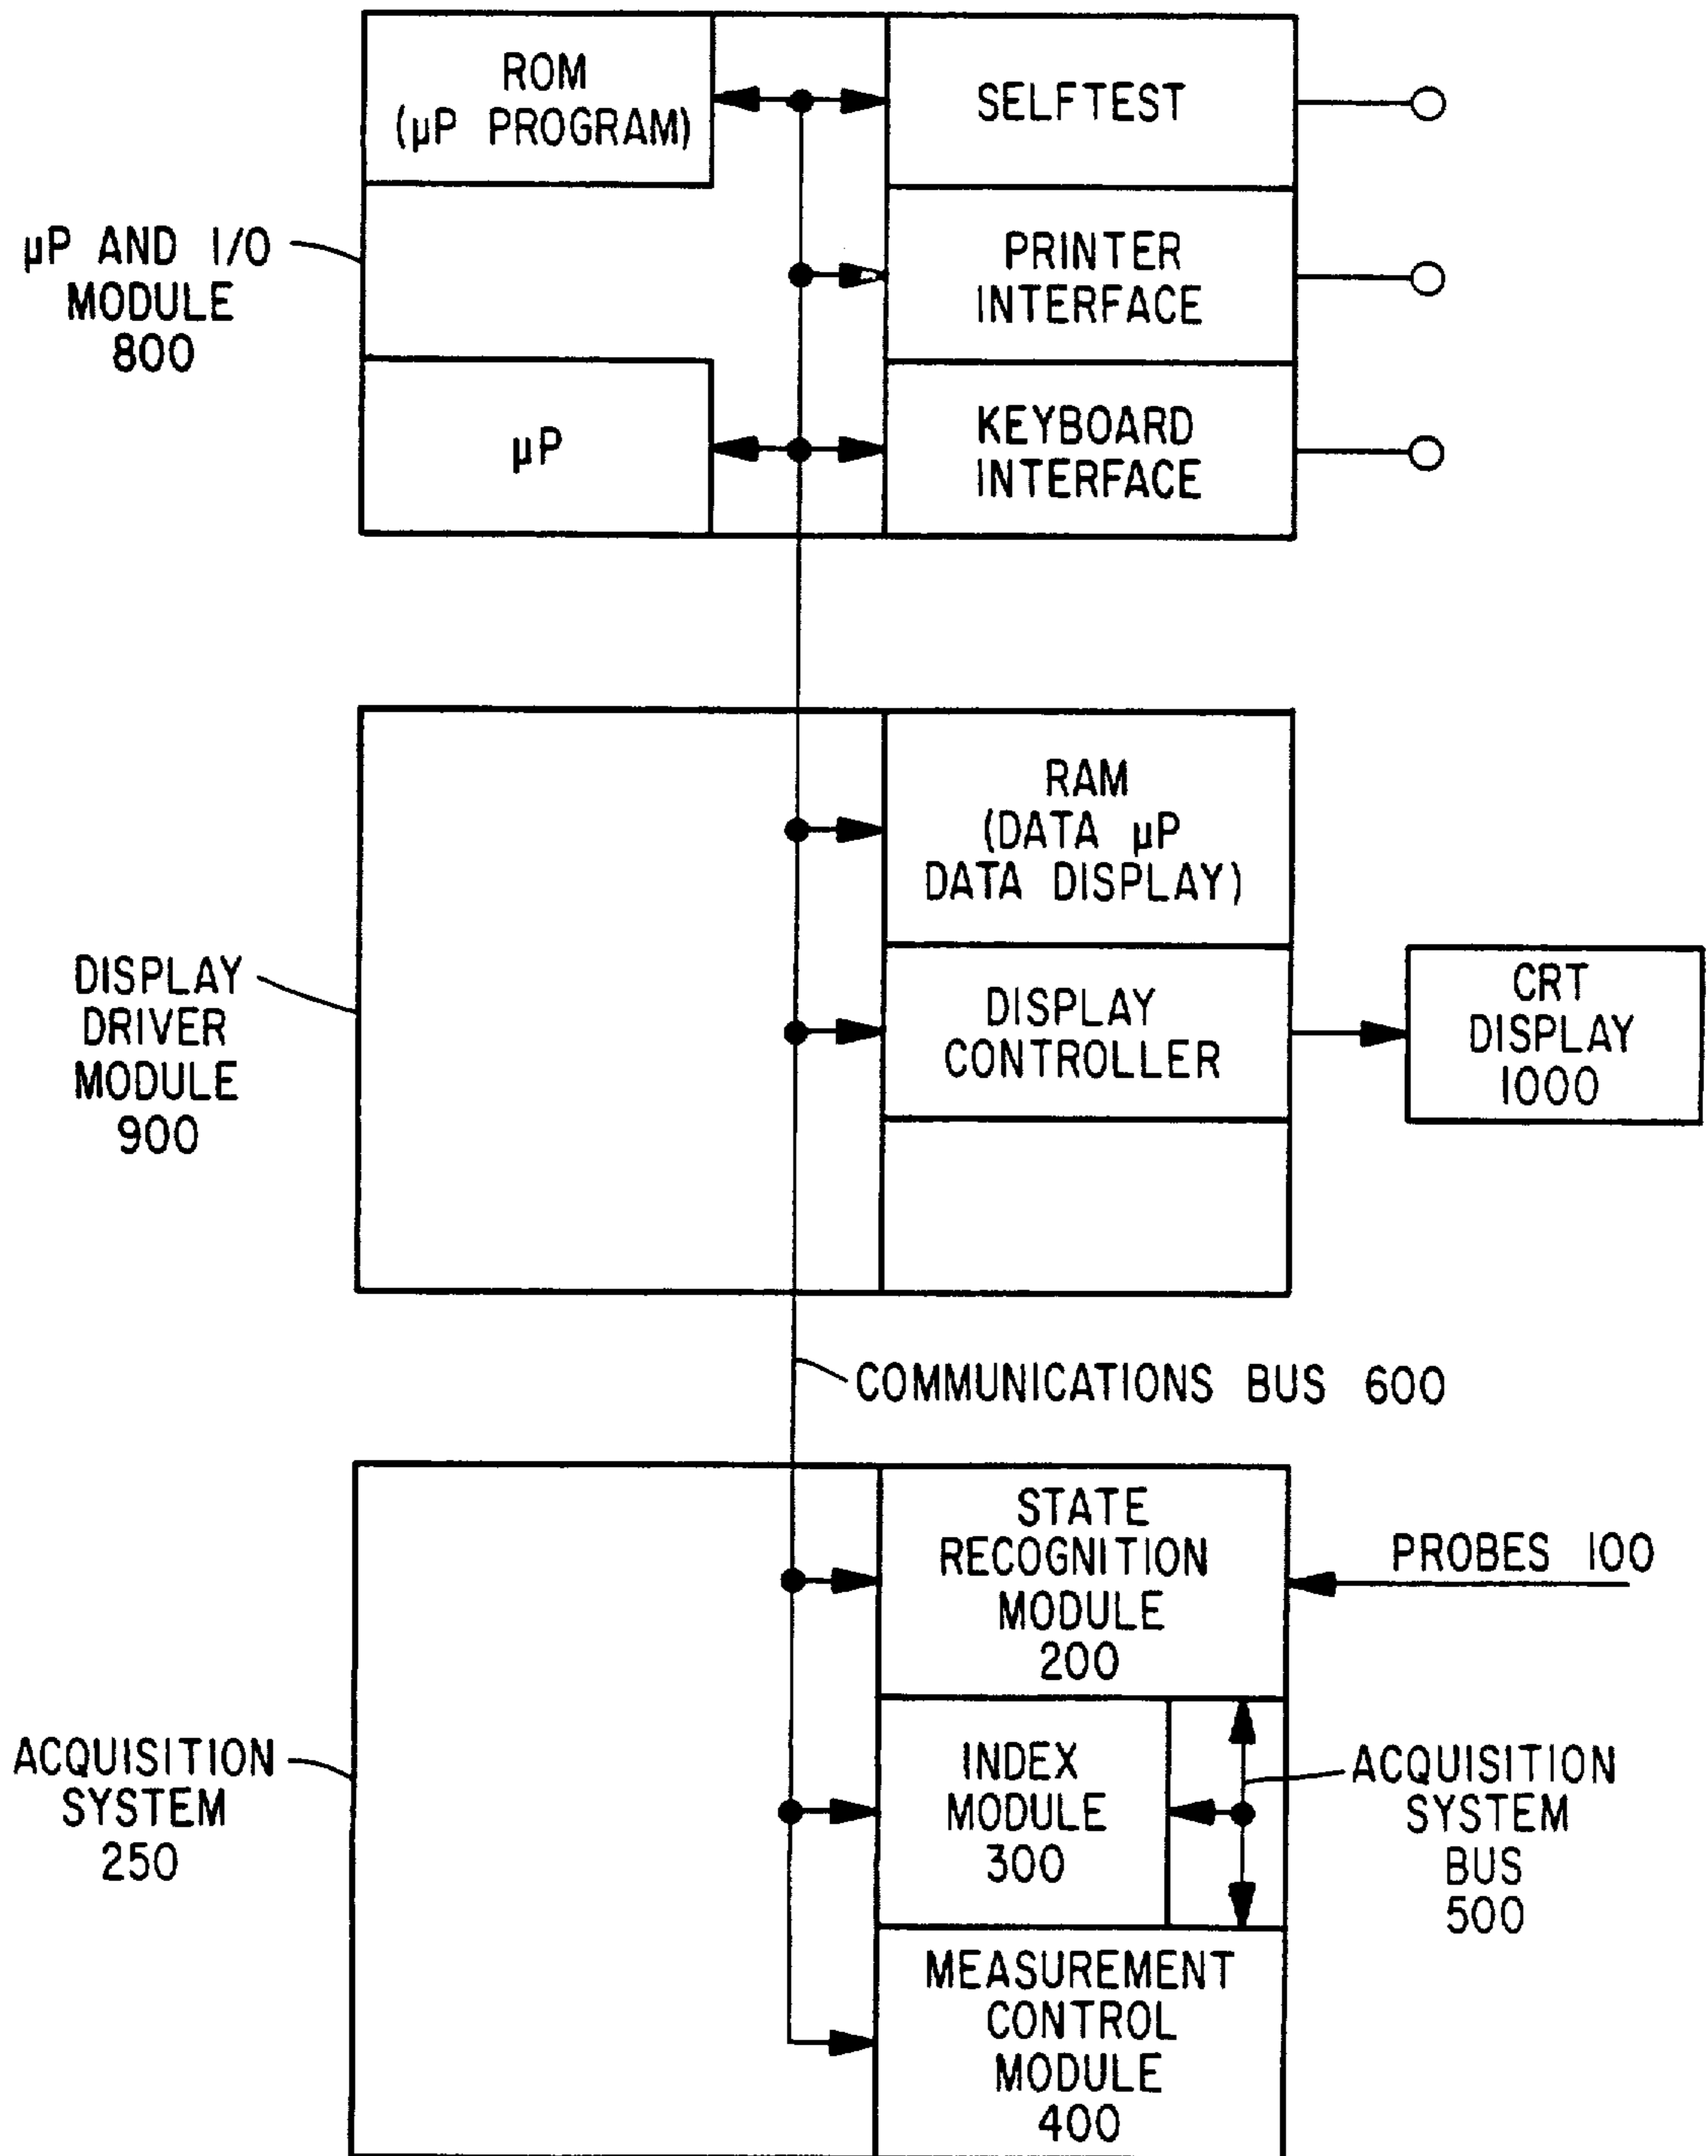 ROM
(µP PROGRAM)
SELFTEST
µP AND I/O
MODULE
800
PRINTER
INTERFACE
µP
KEYBOARD
INTERFACE
RAM
(DATA µP
DATA DISPLAY)
DISPLAY
DRIVER
MODULE
900
DISPLAY
CONTROLLER
CRT
DISPLAY
1000
COMMUNICATIONS BUS 600
STATE
RECOGNITION
MODULE
200
PROBES 100
ACQUISITION
SYSTEM
250
INDEX
MODULE
300
ACQUISITION
SYSTEM
BUS
500
MEASUREMENT
CONTROL
MODULE
400